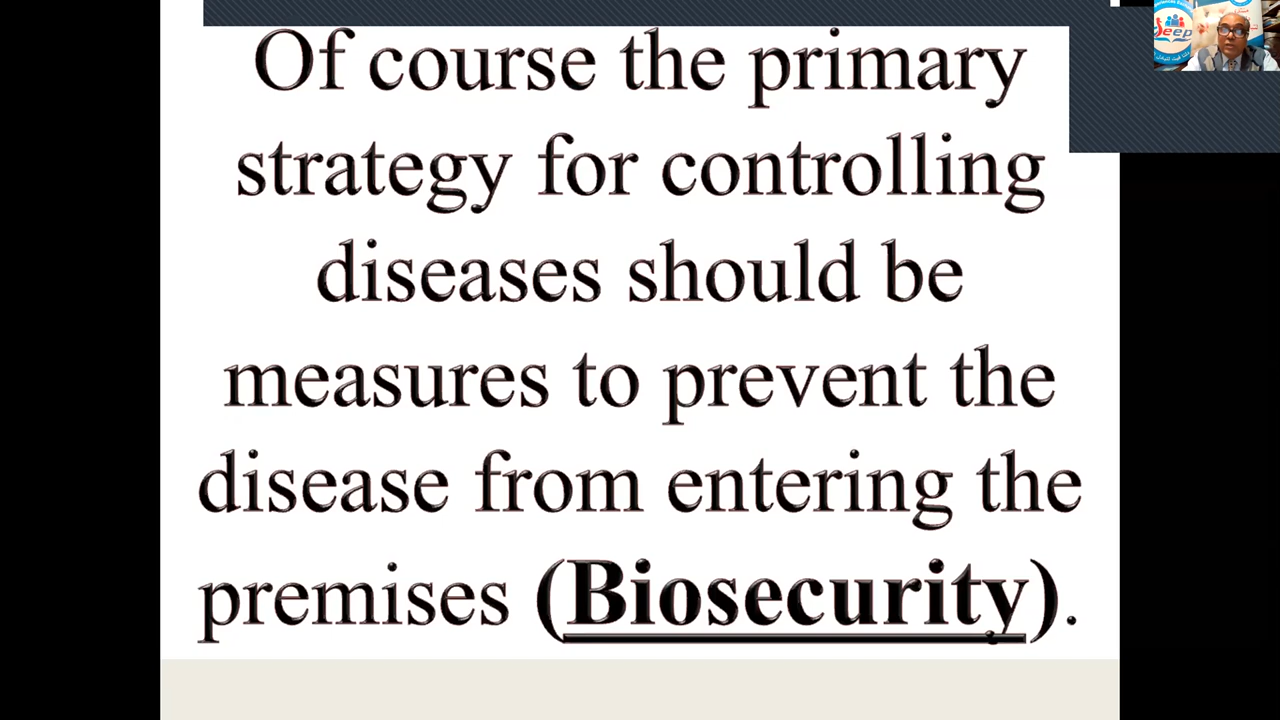 Of course the primary
strategy for controlling
diseases should be
measures to prevent the
disease from entering the
premises (Biosecurity).
eep